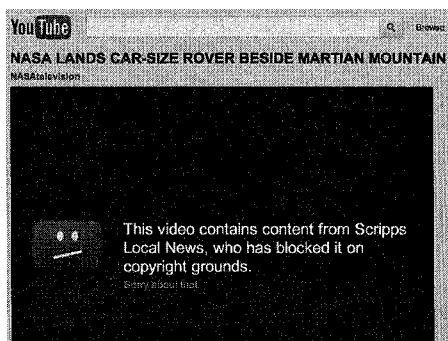 YouTube
Browse
NASA LANDS CAR-SIZE ROVER BESIDE MARTIAN MOUNTAIN
NASAtelevision
This video contains content from Scripps
Local News, who has blocked it on
copyright grounds.
Sorry about that.